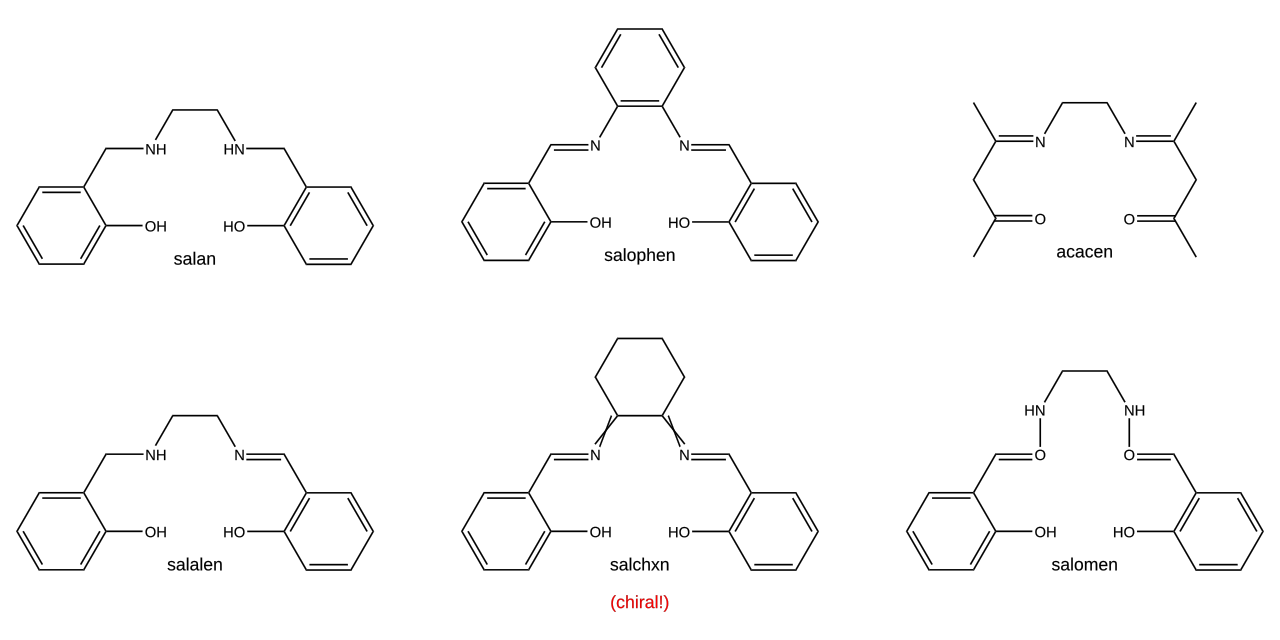 NH HN
OH HO
salan
N N
OH HO
salophen
N N
O O
acacen
NH N
OH HO
salalen
N N
OH HO
salchxn
(chiral!)
HN NH
O O
OH HO
salomen